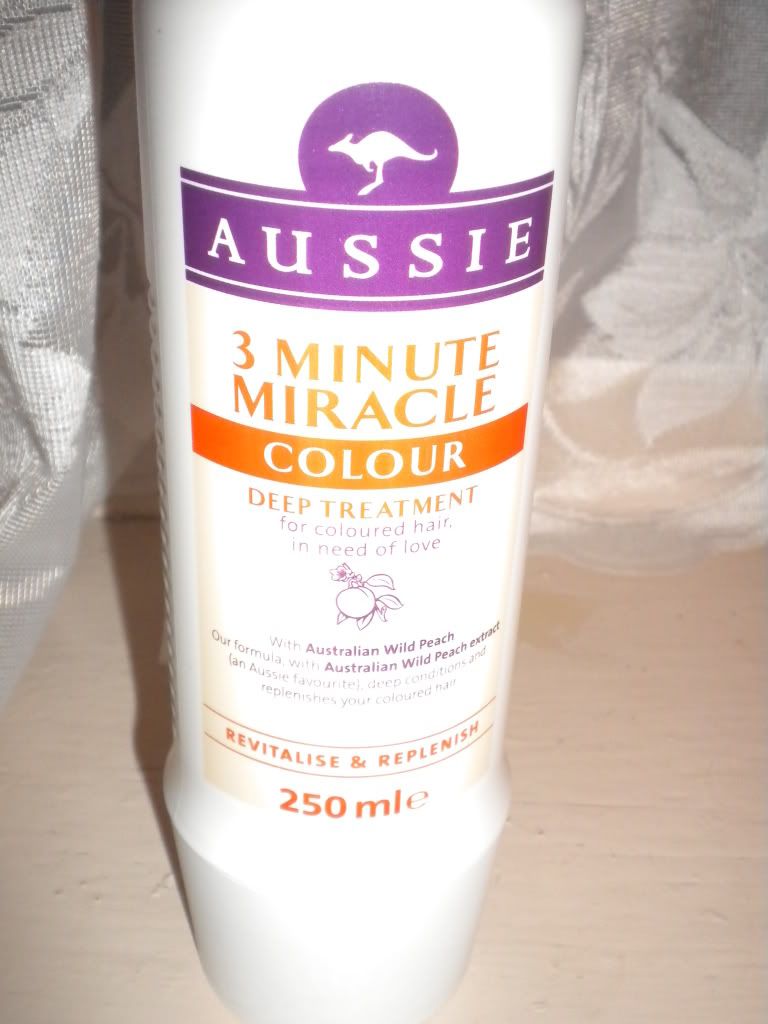 AUSSIE
3 MINUTE
MIRACLE
COLOUR
DEEP TREATMENT
for coloured hair,
in need of love
With Australian Wild Peach
Our formula, with Australian Wild Peach extract
(an Aussie favourite), deep conditions and
replenishes your coloured hair.
REVITALISE & REPLENISH
250 ml℮